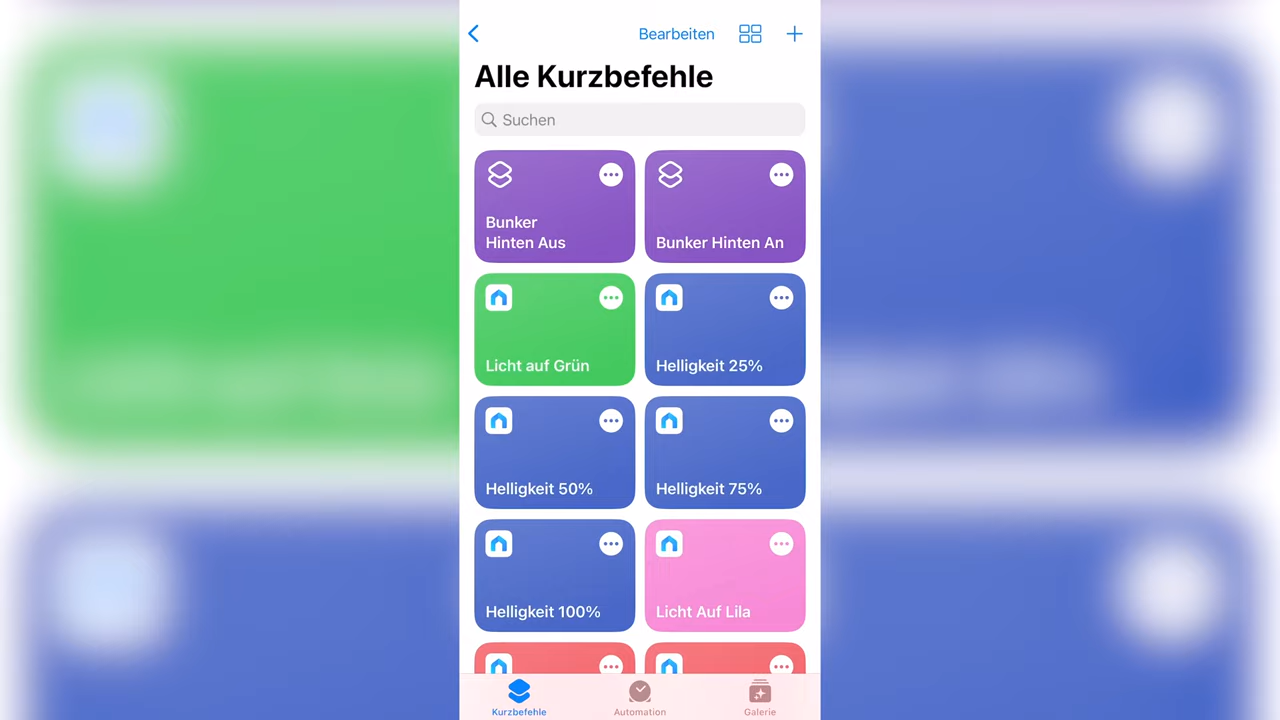 Bearbeiten
Alle Kurzbefehle
Suchen
Bunker
Hinten Aus
Bunker Hinten An
Licht auf Grün
Helligkeit 25%
Helligkeit 50%
Helligkeit 75%
Helligkeit 100%
Licht Auf Lila
Kurzbefehle
Automation
Galerie